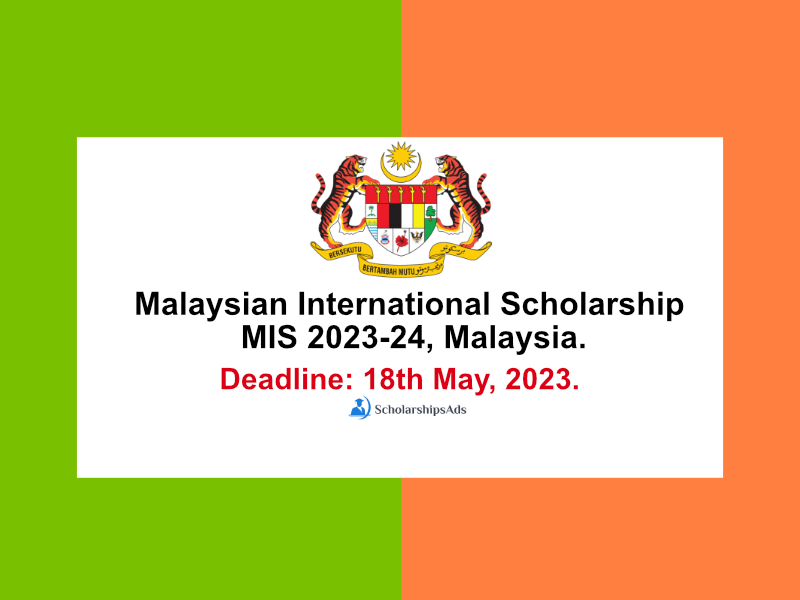 BERSEKUTU
BERTAMBAH MUTU
Malaysian International Scholarship
MIS 2023-24, Malaysia.
Deadline: 18th May, 2023.
ScholarshipsAds